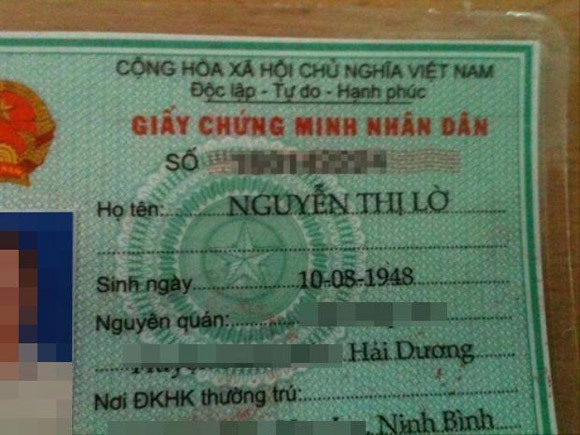 CỘNG HÒA XÃ HỘI CHỦ NGHĨA VIỆT NAM
Độc lập - Tự do - Hạnh phúc
GIẤY CHỨNG MINH NHÂN DÂN
SỐ
Họ tên: NGUYỄN THỊ LỜ
Sinh ngày 10-08-1948
Nguyên quán:
Hải Dương
Nơi ĐKHK thường trú:
Ninh Bình